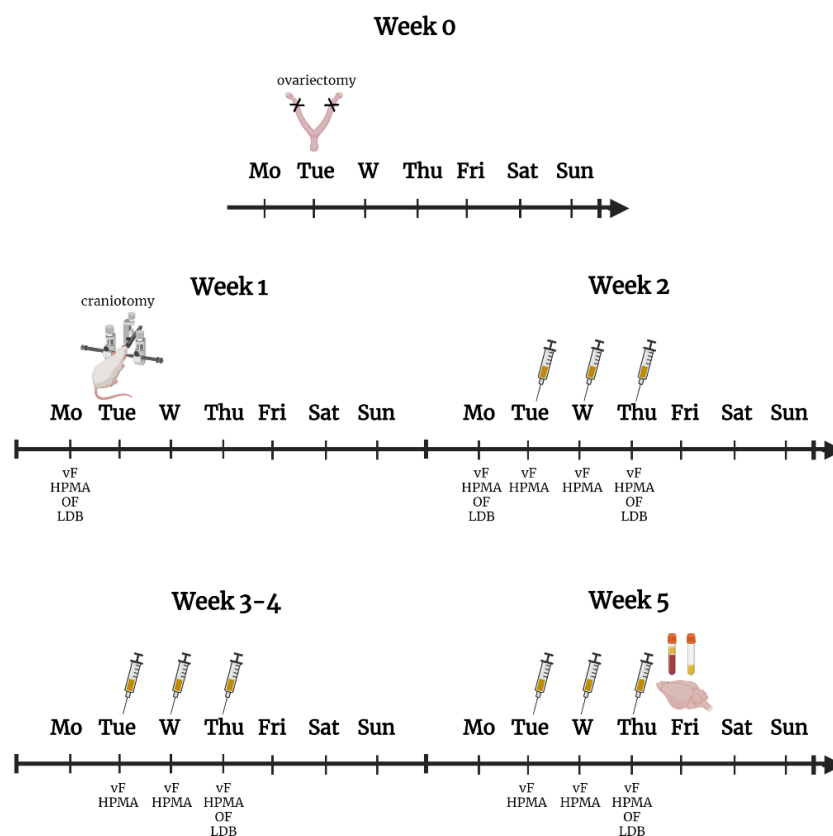 Week 0
ovariectomy
Mo Tue W Thu Fri Sat Sun
Week 1
craniotomy
Mo Tue W Thu Fri Sat Sun
vF
HPMA
OF
LDB
Week 2
Mo Tue W Thu Fri Sat Sun
vF vF vF vF
HPMA HPMA HPMA HPMA
OF OF
LDB LDB
Week 3-4
Mo Tue W Thu Fri Sat Sun
vF vF vF
HPMA HPMA HPMA
OF
LDB
Week 5
Mo Tue W Thu Fri Sat Sun
vF vF vF
HPMA HPMA HPMA
OF
LDB